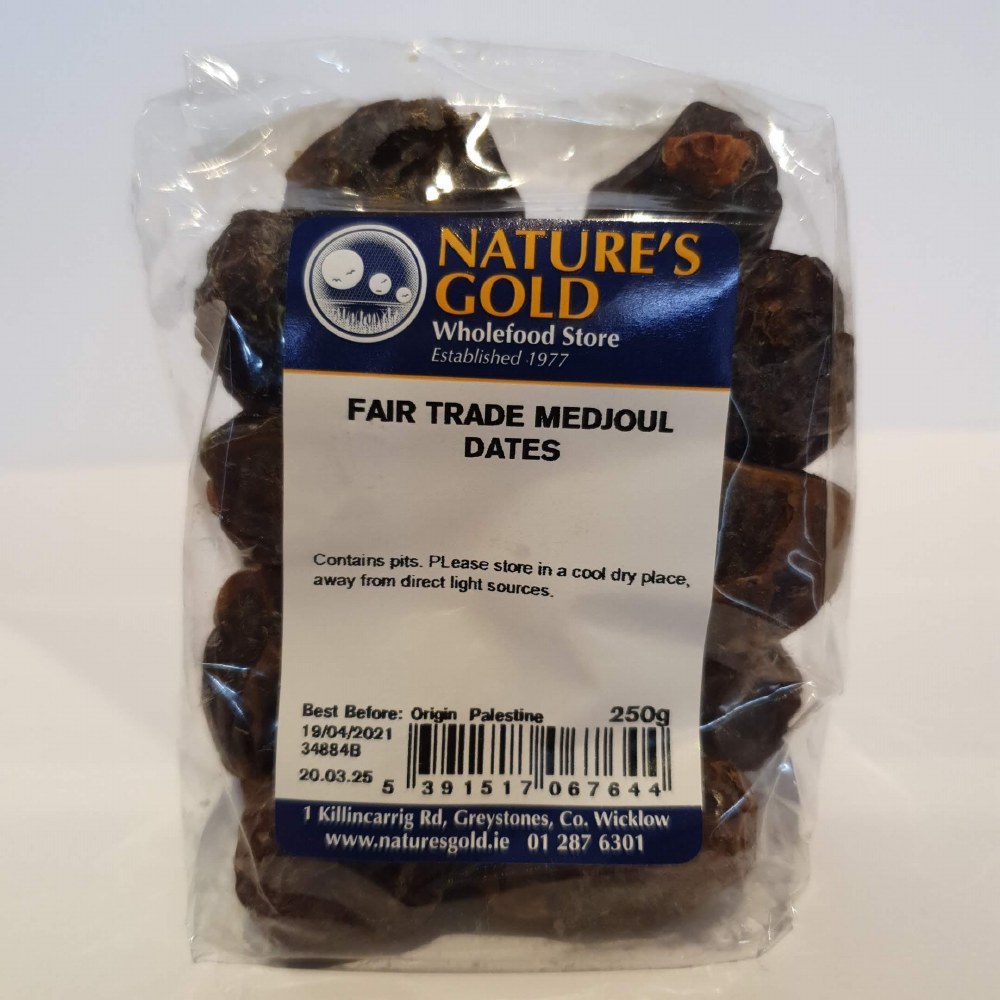 NATURE'S
GOLD
Wholefood Store
Established 1977
FAIR TRADE MEDJOUL
DATES
Contains pits. PLease store in a cool dry place,
away from direct light sources.
Best Before: Origin Palestine 250g
19/04/2021
34884B
20.03.25
5 391517 067644
1 Killincarrig Rd, Greystones, Co. Wicklow
www.naturesgold.ie 01 287 6301